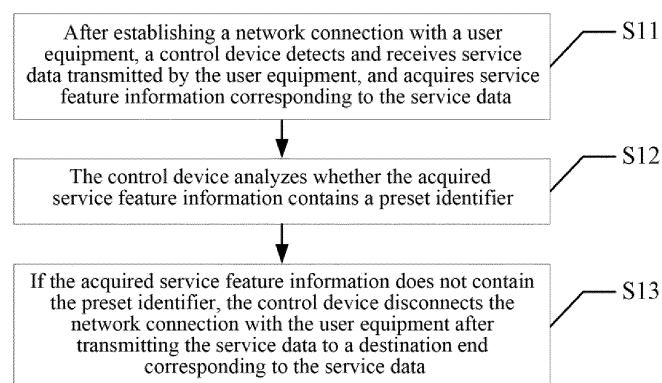 After establishing a network connection with a user
equipment, a control device detects and receives service
data transmitted by the user equipment, and acquires service
feature information corresponding to the service data
S11
The control device analyzes whether the acquired
service feature information contains a preset identifier
S12
If the acquired service feature information does not contain
the preset identifier, the control device disconnects the
network connection with the user equipment after
transmitting the service data to a destination end
corresponding to the service data
S13